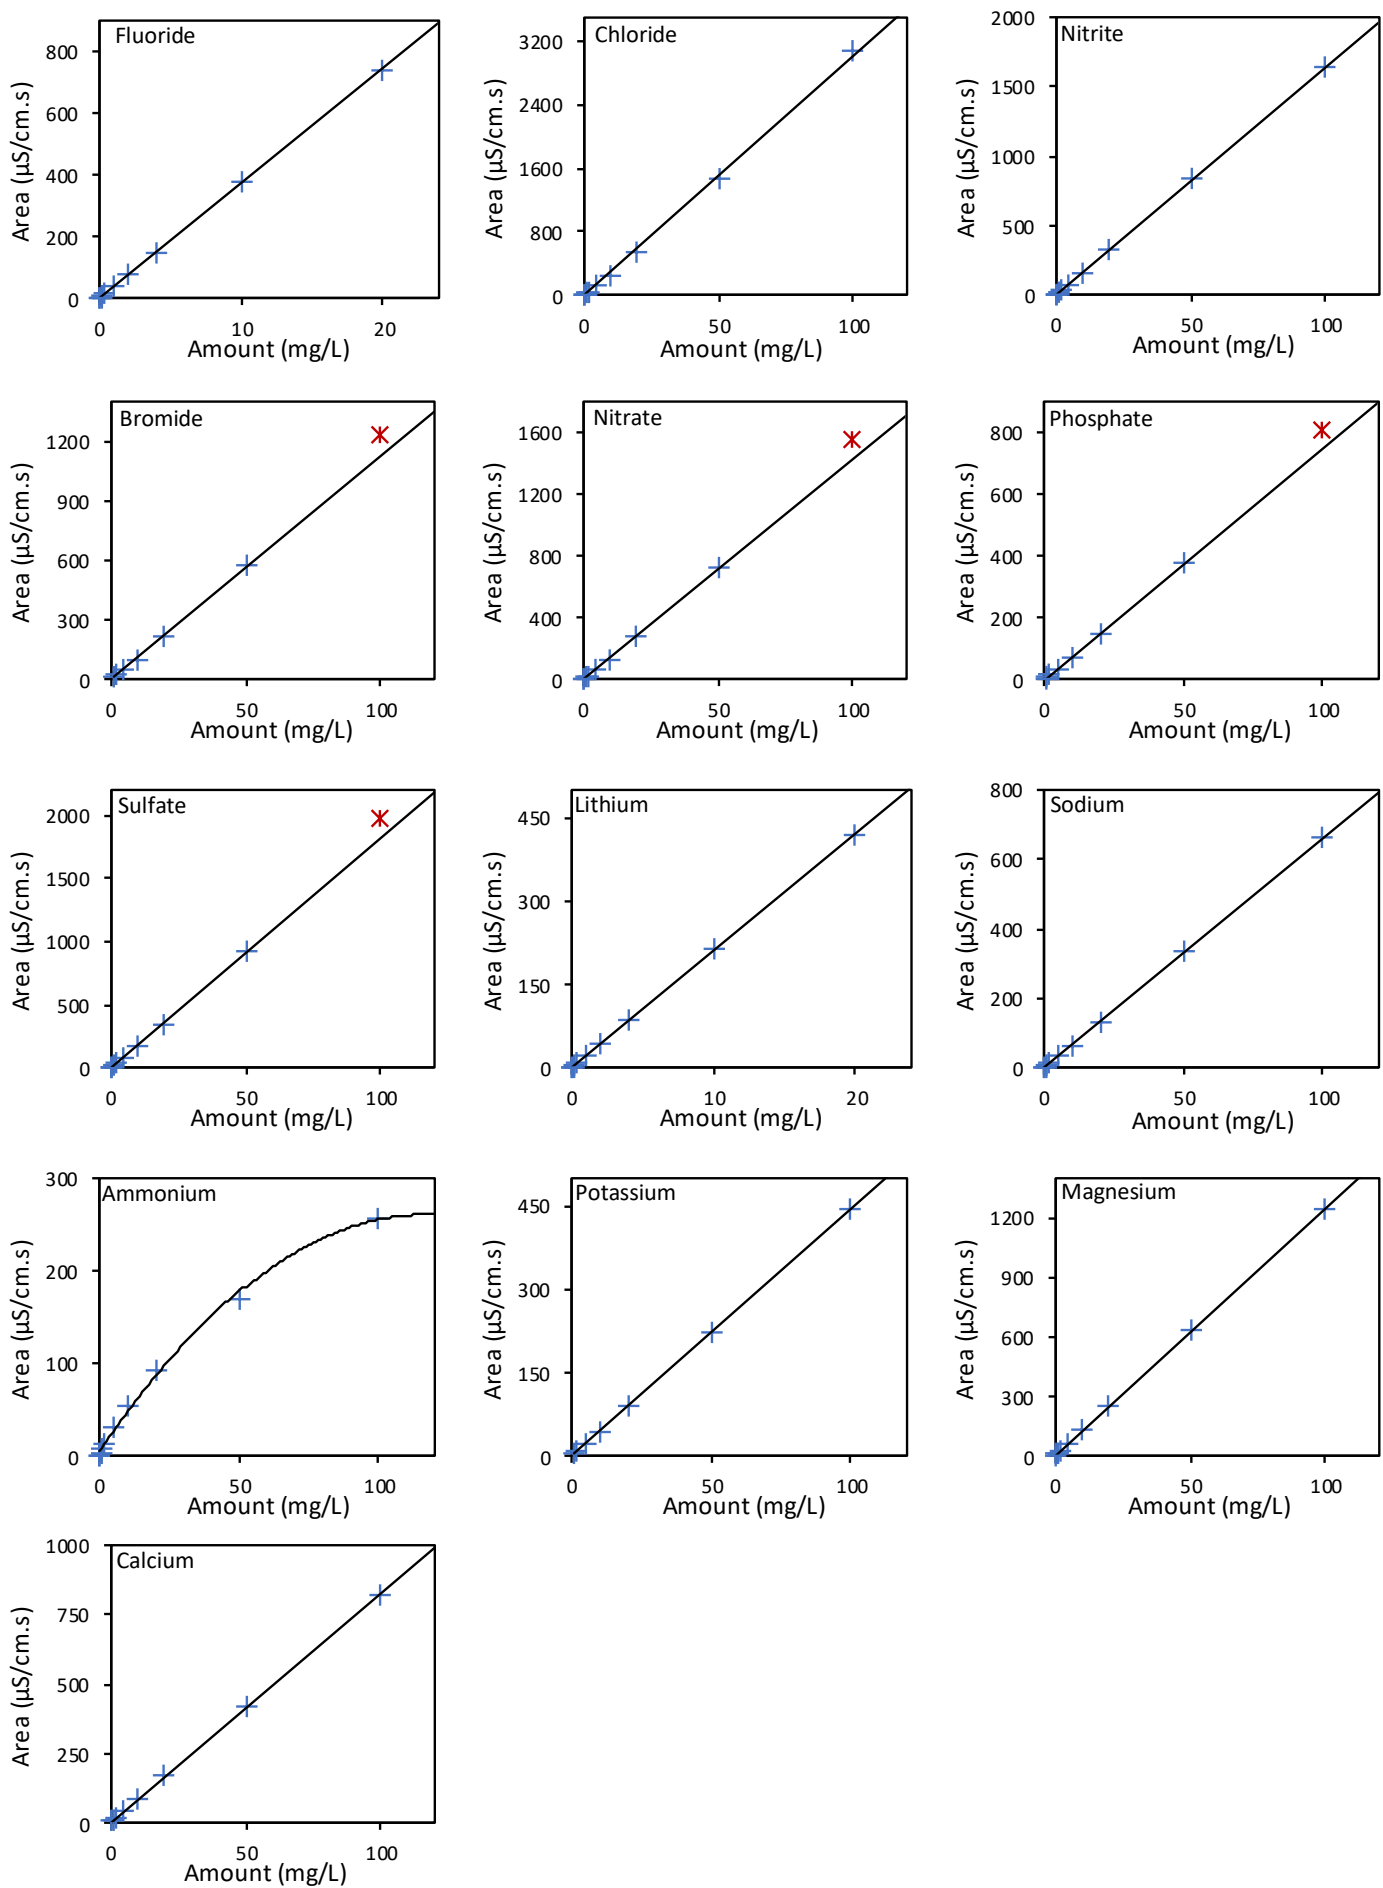 Fluoride
Area (µS/cm.s)
800
600
400
200
0
0 10 20
Amount (mg/L)
Chloride
Area (µS/cm.s)
3200
2400
1600
800
0
0 50 100
Amount (mg/L)
Nitrite
Area (µS/cm.s)
2000
1500
1000
500
0
0 50 100
Amount (mg/L)
Bromide
Area (µS/cm.s)
1200
900
600
300
0
0 50 100
Amount (mg/L)
Nitrate
Area (µS/cm.s)
1600
1200
800
400
0
0 50 100
Amount (mg/L)
Phosphate
Area (µS/cm.s)
800
600
400
200
0
0 50 100
Amount (mg/L)
Sulfate
Area (µS/cm.s)
2000
1500
1000
500
0
0 50 100
Amount (mg/L)
Lithium
Area (µS/cm.s)
450
300
150
0
0 10 20
Amount (mg/L)
Sodium
Area (µS/cm.s)
800
600
400
200
0
0 50 100
Amount (mg/L)
Ammonium
Area (µS/cm.s)
300
200
100
0
0 50 100
Amount (mg/L)
Potassium
Area (µS/cm.s)
450
300
150
0
0 50 100
Amount (mg/L)
Magnesium
Area (µS/cm.s)
1200
900
600
300
0
0 50 100
Amount (mg/L)
Calcium
Area (µS/cm.s)
1000
750
500
250
0
0 50 100
Amount (mg/L)